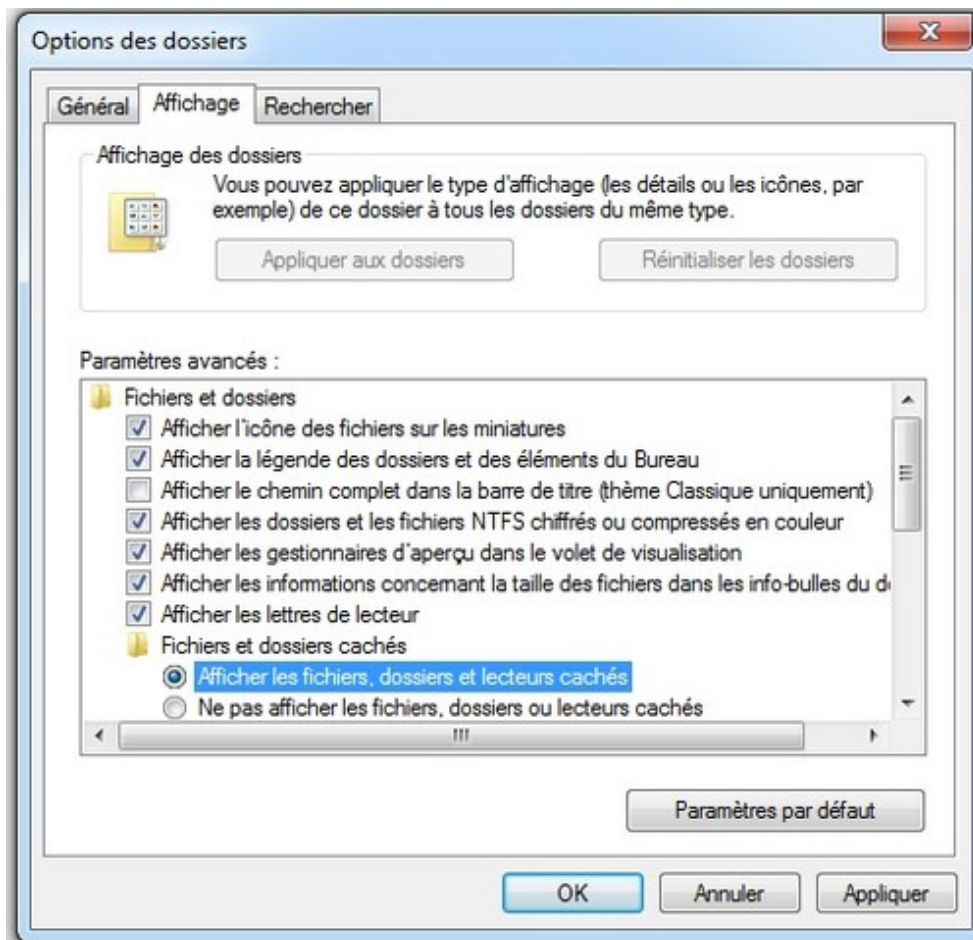 Options des dossiers
Général Affichage Rechercher
Affichage des dossiers
Vous pouvez appliquer le type d'affichage (les détails ou les icônes, par
exemple) de ce dossier à tous les dossiers du même type.
Appliquer aux dossiers Réinitialiser les dossiers
Paramètres avancés :
Fichiers et dossiers
Afficher l'icône des fichiers sur les miniatures
Afficher la légende des dossiers et des éléments du Bureau
Afficher le chemin complet dans la barre de titre (thème Classique uniquement)
Afficher les dossiers et les fichiers NTFS chiffrés ou compressés en couleur
Afficher les gestionnaires d'aperçu dans le volet de visualisation
Afficher les informations concernant la taille des fichiers dans les info-bulles du
Afficher les lettres de lecteur
Fichiers et dossiers cachés
Afficher les fichiers, dossiers et lecteurs cachés
Ne pas afficher les fichiers, dossiers ou lecteurs cachés
Paramètres par défaut
OK Annuler Appliquer